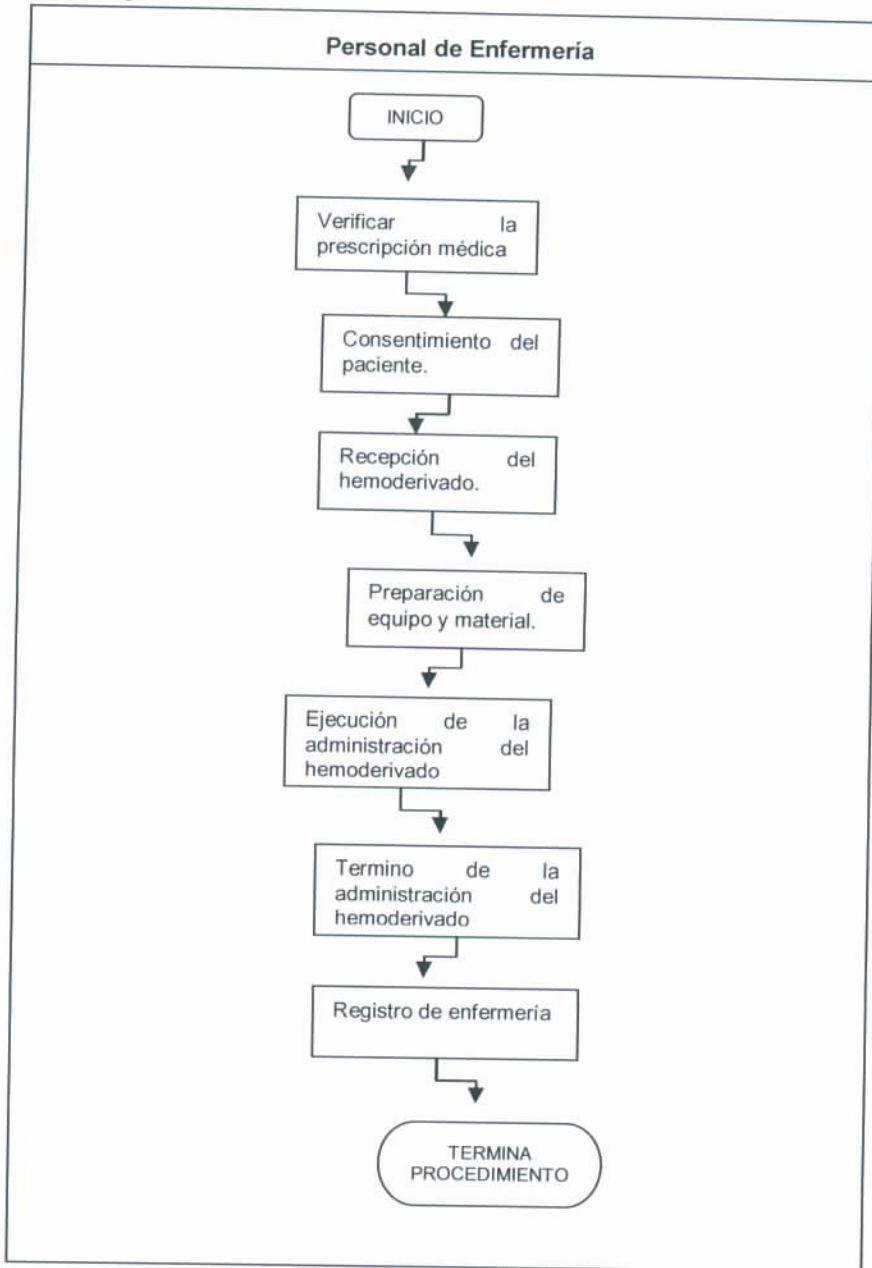 Personal de Enfermería
INICIO
Verificar la
prescripción médica
Consentimiento del
paciente.
Recepción del
hemoderivado.
Preparación de
equipo y material.
Ejecución de la
administración del
hemoderivado
Termino de la
administración del
hemoderivado
Registro de enfermería
TERMINA
PROCEDIMIENTO